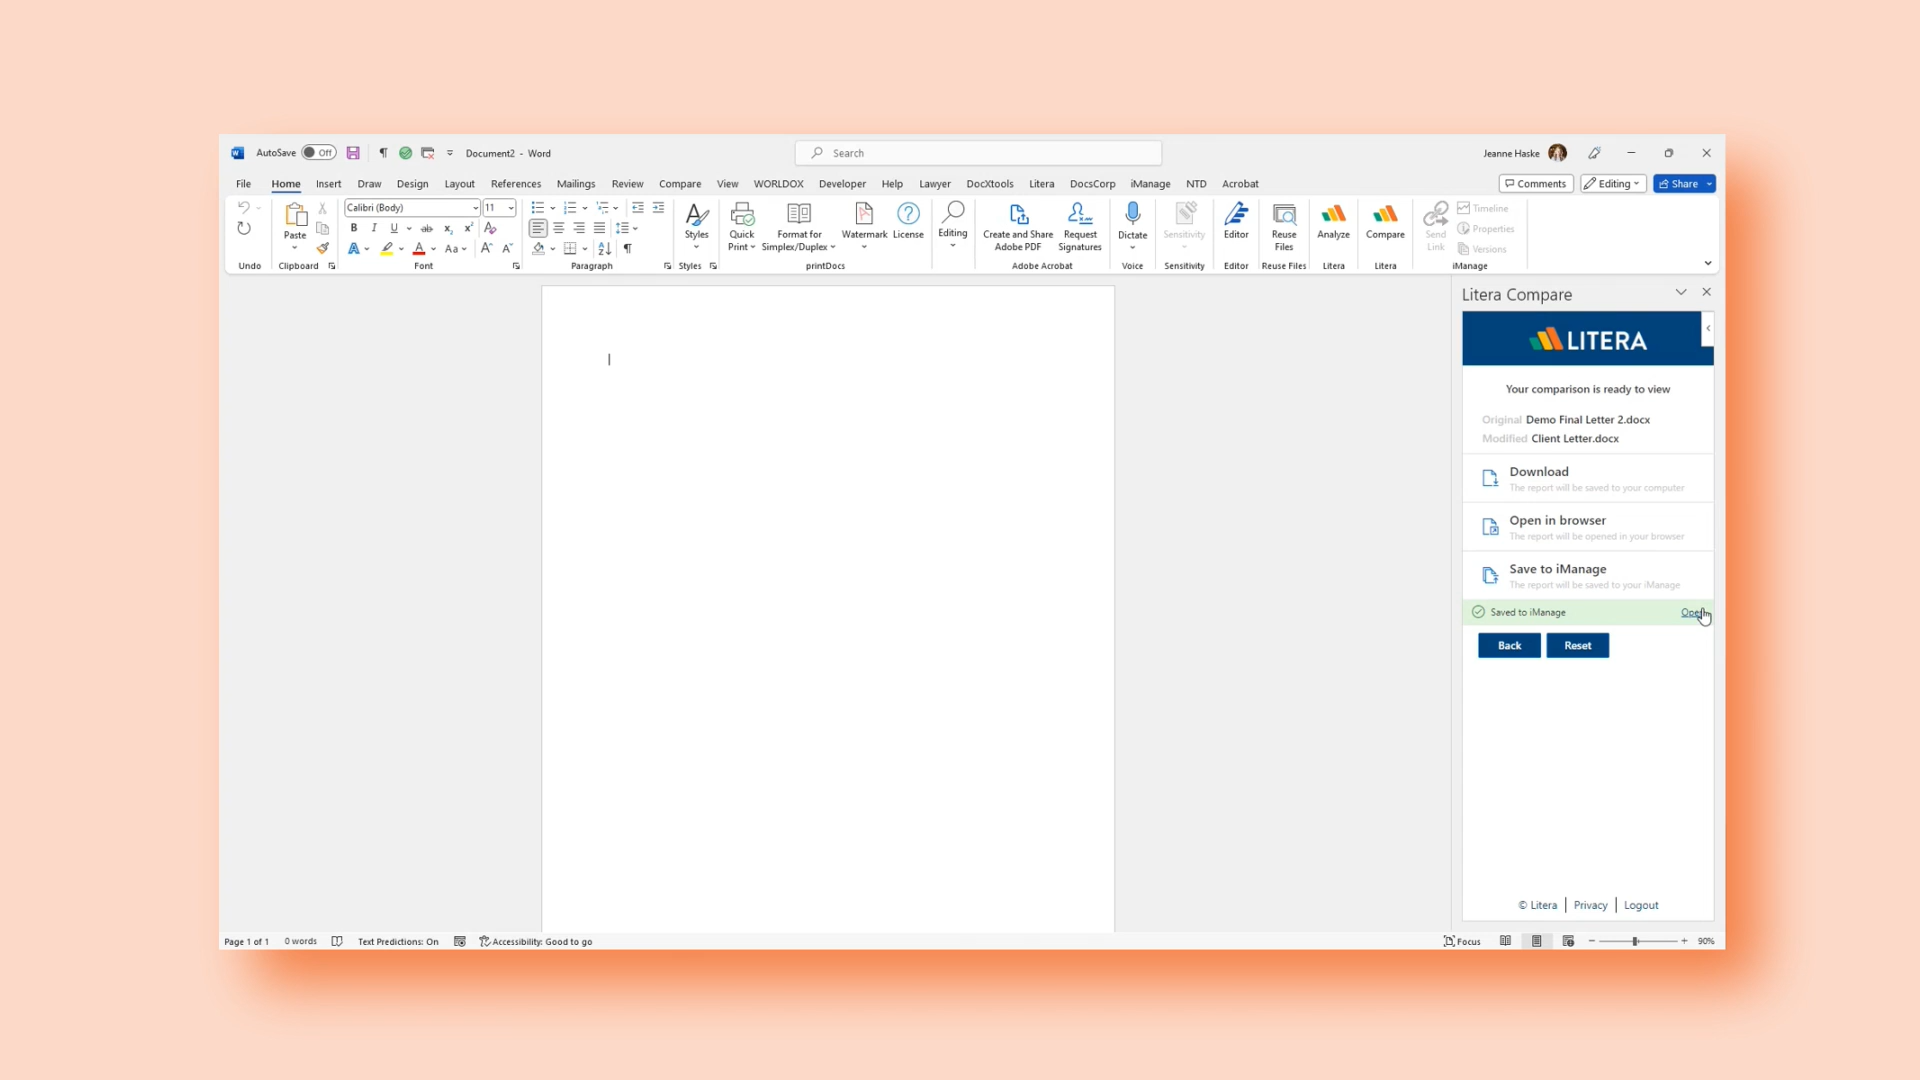 AutoSave Off Document2 - Word Search Jeanne Haske
File Home Insert Draw Design Layout References Mailings Review Compare View WORLDOX Developer Help Lawyer DocXtools Litera DocsCorp iManage NTD Acrobat Comments Editing Share
Calibri (Body) 11
Paste Styles Quick Print Format for Simplex/Duplex Watermark License Editing Create and Share Adobe PDF Request Signatures Dictate Sensitivity Editor Reuse Files Analyze Compare Send Link Timeline
Properties
Versions
Undo Clipboard Font Paragraph Styles printDocs Adobe Acrobat Voice Sensitivity Editor Reuse Files Litera Litera iManage
Litera Compare
LITERA
Your comparison is ready to view
Original Demo Final Letter 2.docx
Modified Client Letter.docx
Download
The report will be saved to your computer
Open in browser
The report will be opened in your browser
Save to iManage
The report will be saved to your iManage
Saved to iManage Open
Back Reset
© Litera Privacy Logout
Page 1 of 1 0 words Text Predictions: On Accessibility: Good to go Focus 90%